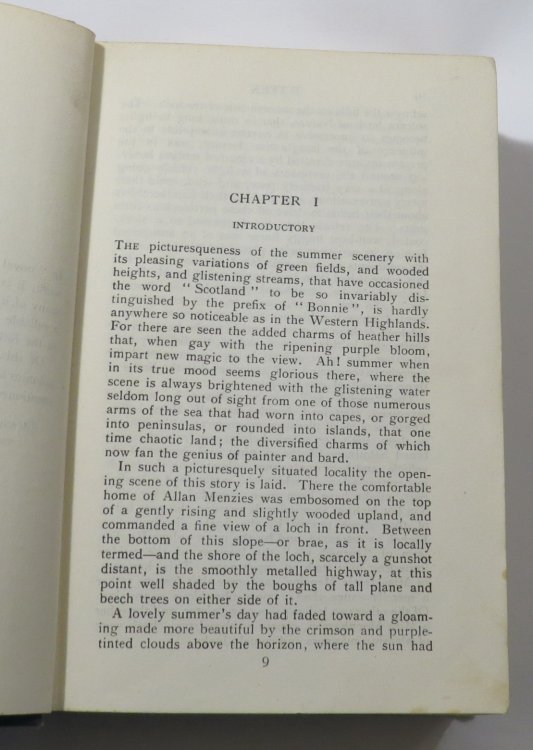 CHAPTER I
INTRODUCTORY
THE picturesqueness of the summer scenery with
its pleasing variations of green fields, and wooded
heights, and glistening streams, that have occasioned
the word "Scotland" to be so invariably dis-
tinguished by the prefix of "Bonnie", is hardly
anywhere so noticeable as in the Western Highlands.
For there are seen the added charms of heather hills
that, when gay with the ripening purple bloom,
impart new magic to the view. Ah! summer when
in its true mood seems glorious there, where the
scene is always brightened with the glistening water
seldom long out of sight from one of those numerous
arms of the sea that had worn into capes, or gorged
into peninsulas, or rounded into islands, that one
time chaotic land; the diversified charms of which
now fan the genius of painter and bard.
In such a picturesquely situated locality the open-
ing scene of this story is laid. There the comfortable
home of Allan Menzies was embosomed on the top
of a gently rising and slightly wooded upland, and
commanded a fine view of a loch in front. Between
the bottom of this slope—or brae, as it is locally
termed—and the shore of the loch, scarcely a gunshot
distant, is the smoothly metalled highway, at this
point well shaded by the boughs of tall plane and
beech trees on either side of it.
A lovely summer's day had faded toward a gloam-
ing made more beautiful by the crimson and purple-
tinted clouds above the horizon, where the sun had
9